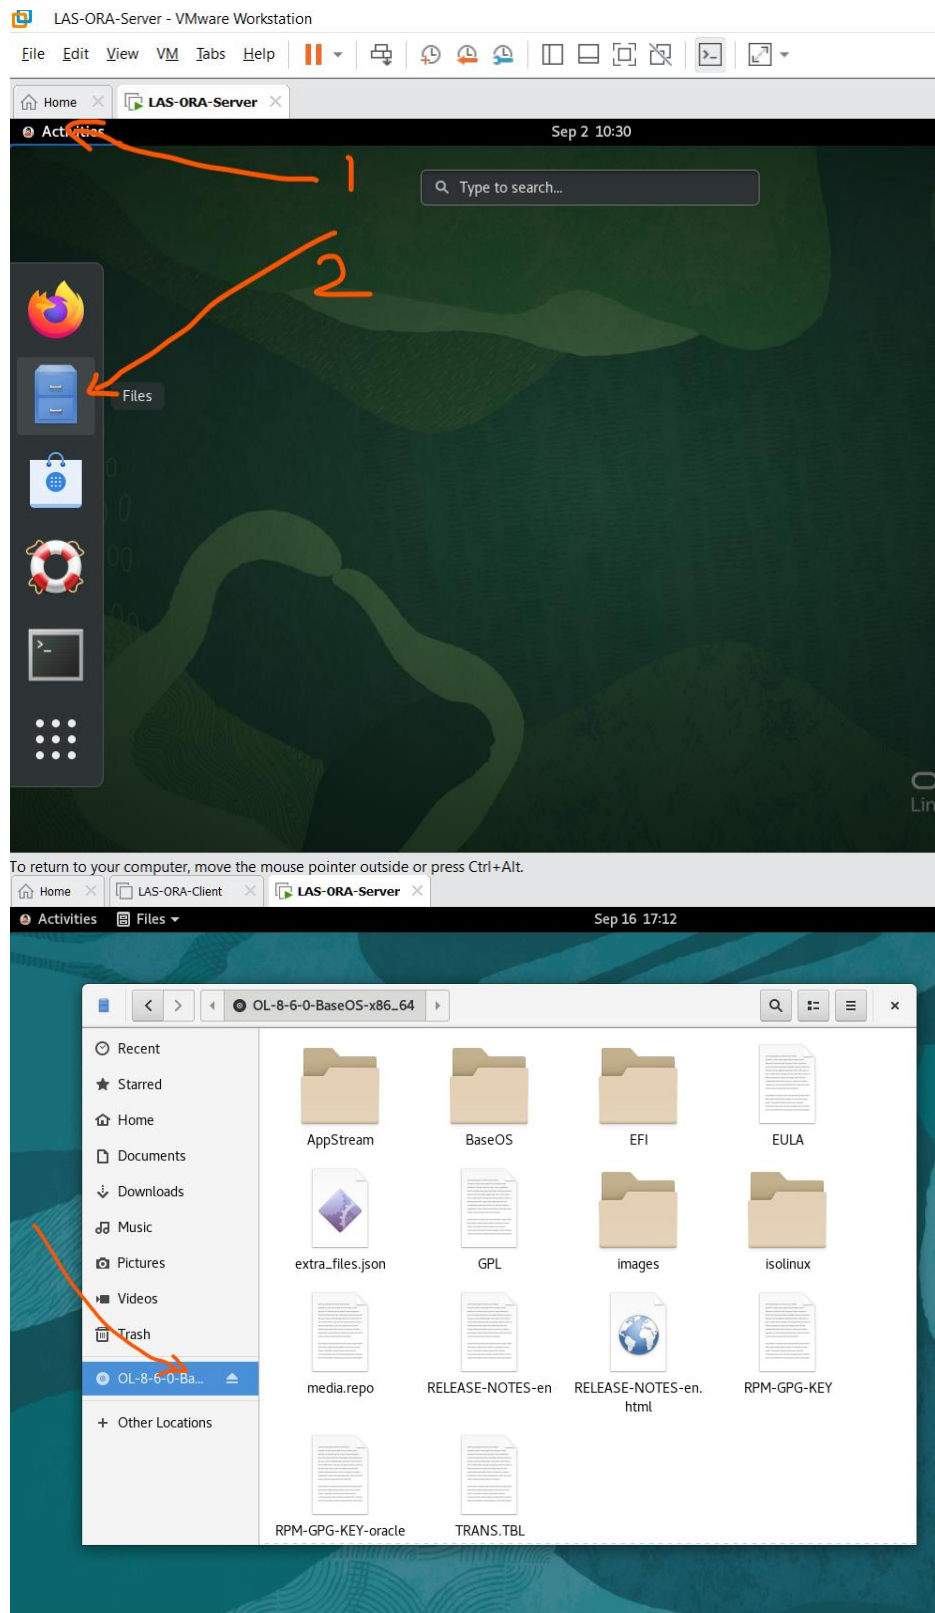 LAS-ORA-Server - VMware Workstation
File Edit View VM Tabs Help
Home LAS-ORA-Server
Activities Sep 2 10:30
1
Type to search...
2
Files
Lin
To return to your computer, move the mouse pointer outside or press Ctrl+Alt.
Home LAS-ORA-Client LAS-ORA-Server
Activities Files Sep 16 17:12
OL-8-6-0-BaseOS-x86_64
Recent
Starred
Home
Documents
Downloads
Music
Pictures
Videos
Trash
OL-8-6-0-Ba...
Other Locations
AppStream BaseOS EFI EULA
extra_files.json GPL images isolinux
media.repo RELEASE-NOTES-en RELEASE-NOTES-en. RPM-GPG-KEY
html
RPM-GPG-KEY-oracle TRANS.TBL